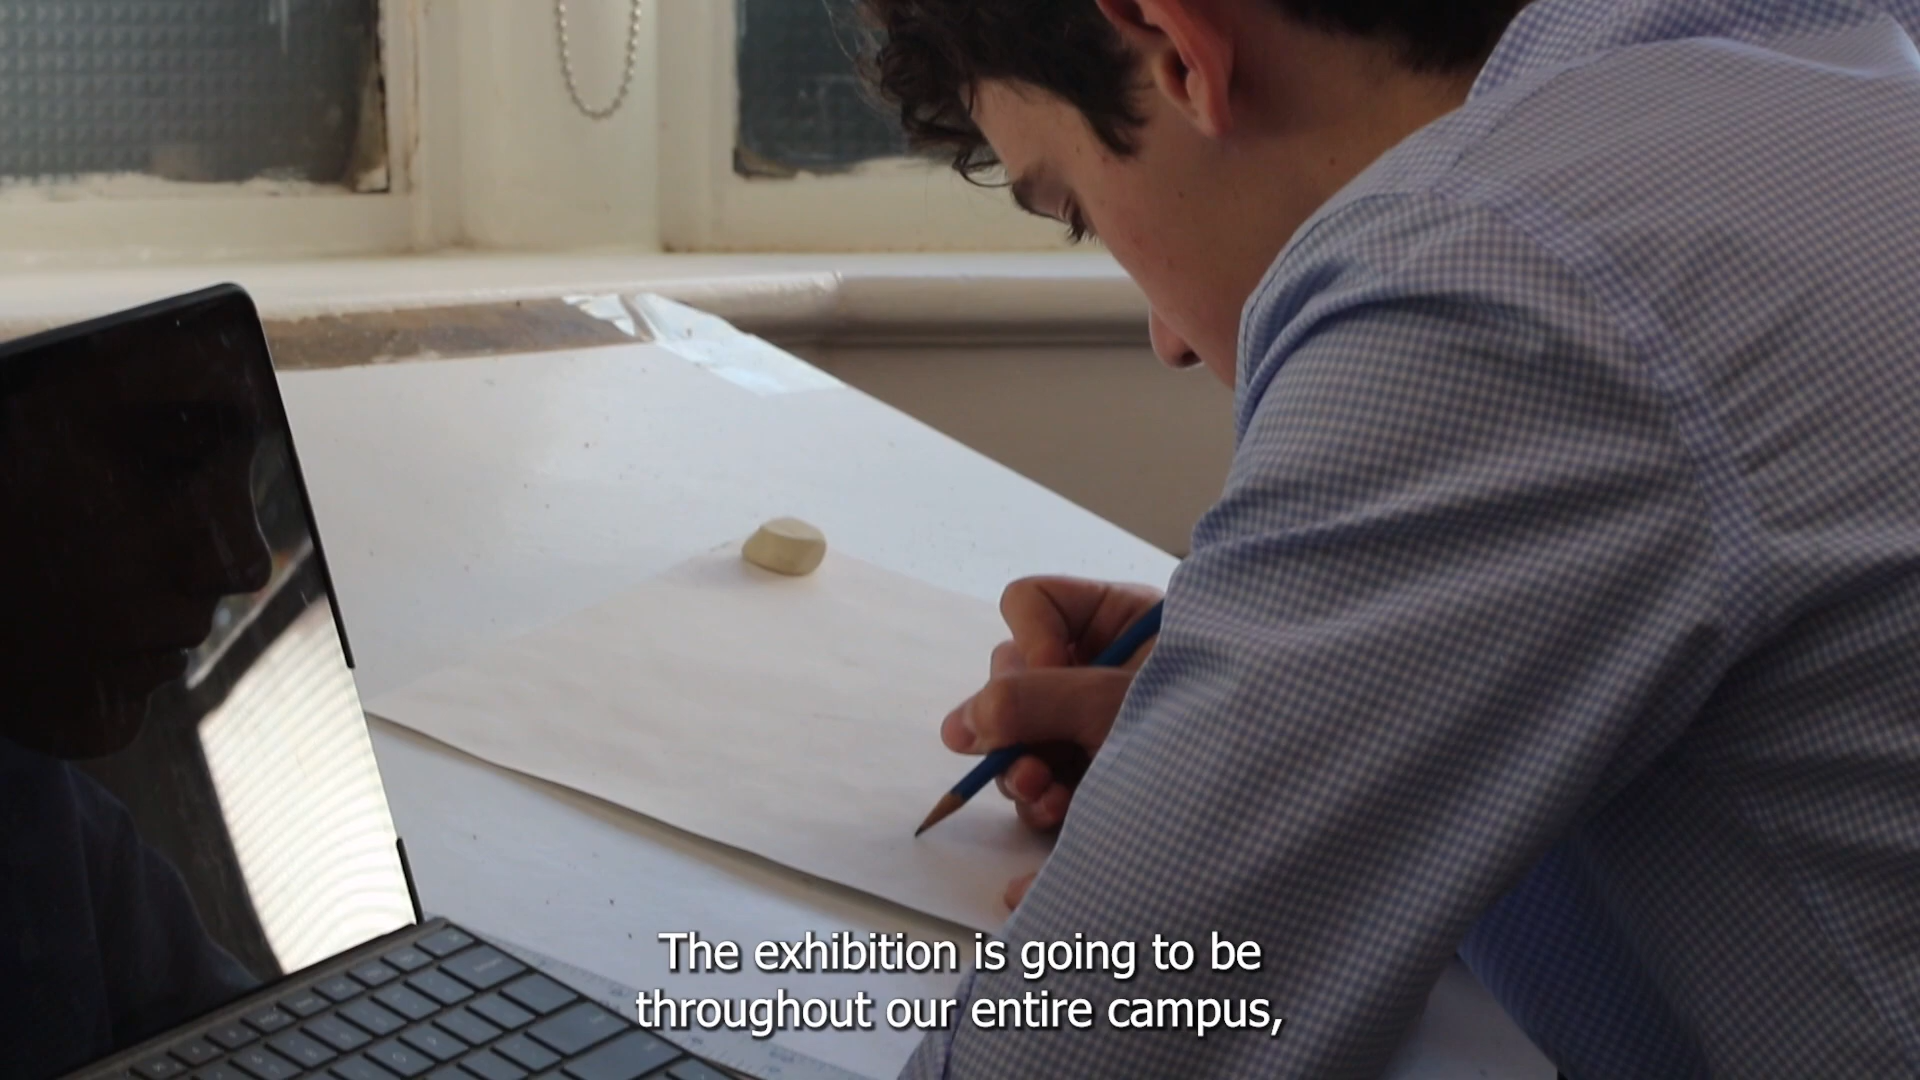 The exhibition is going to be
throughout our entire campus,